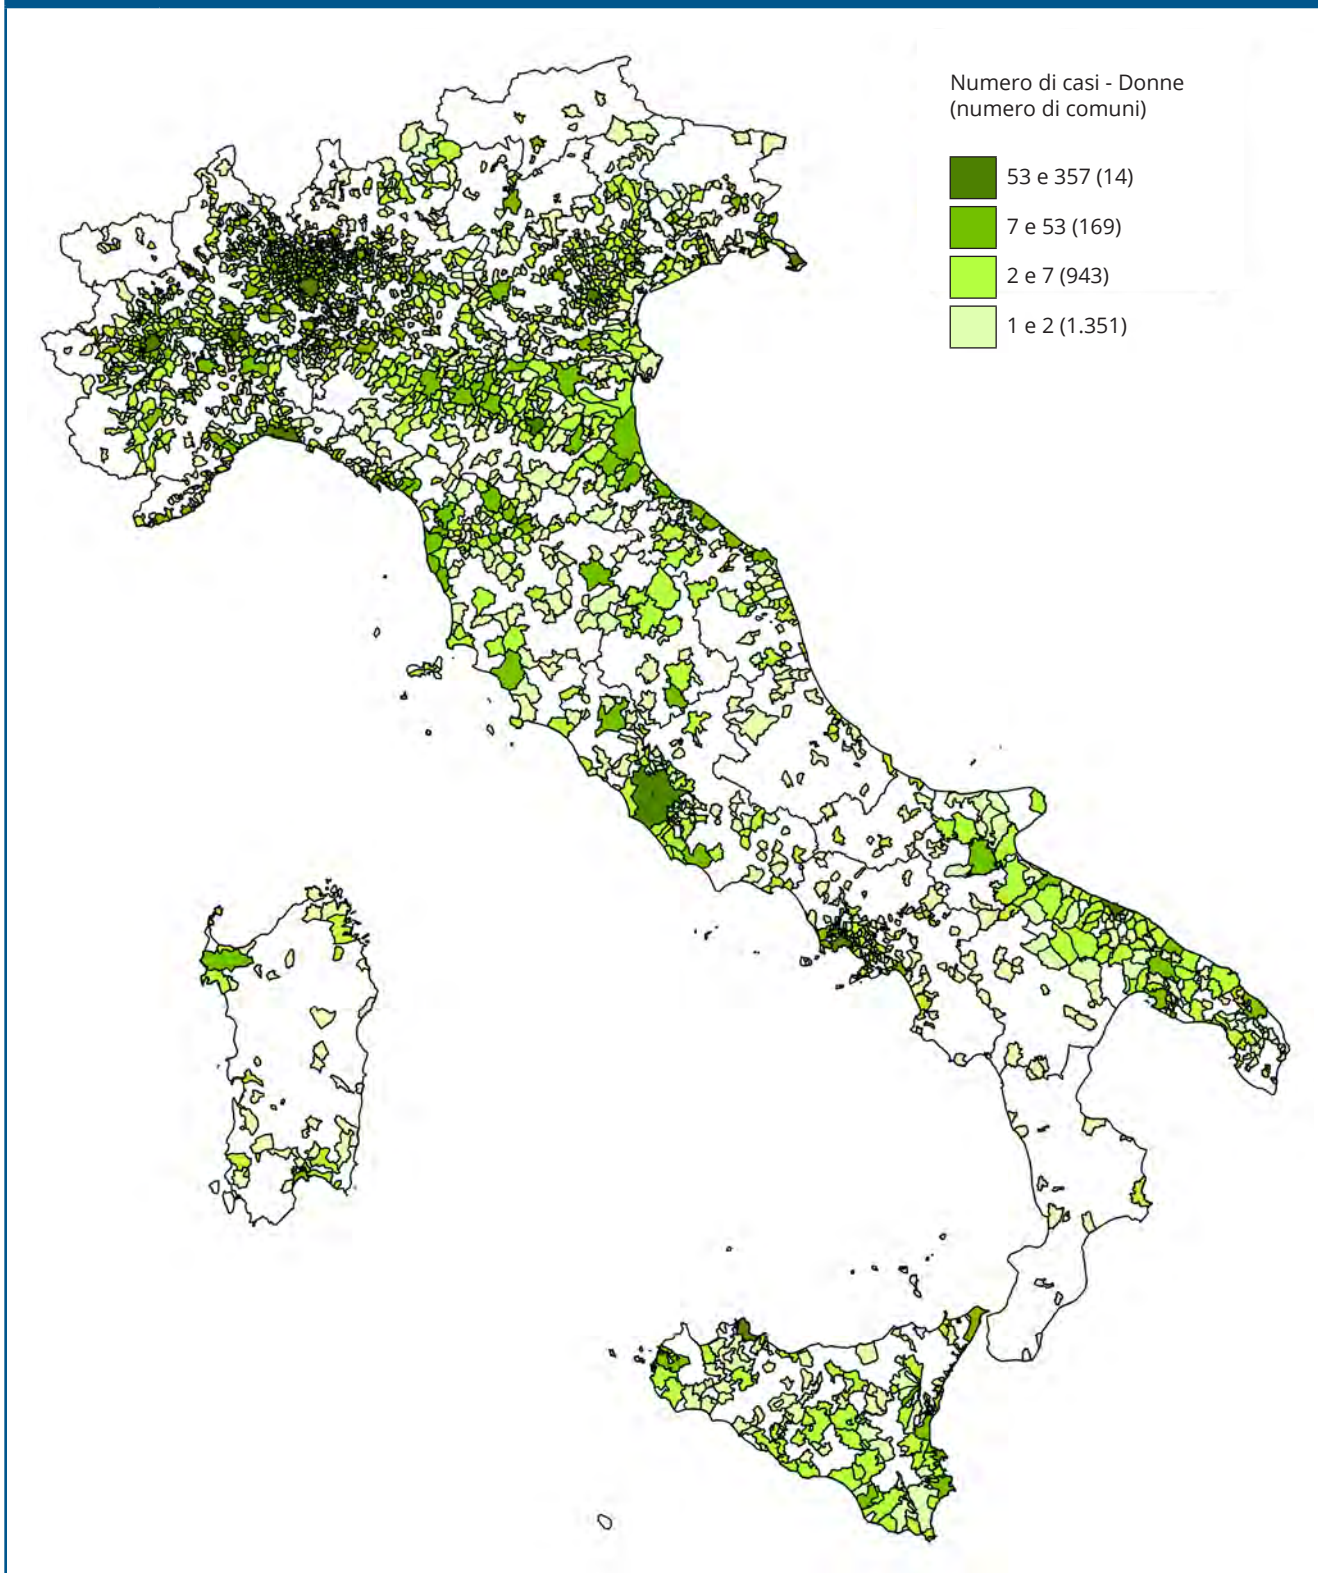 Numero di casi - Donne
(numero di comuni)
53 e 357 (14)
7 e 53 (169)
2 e 7 (943)
1 e 2 (1.351)